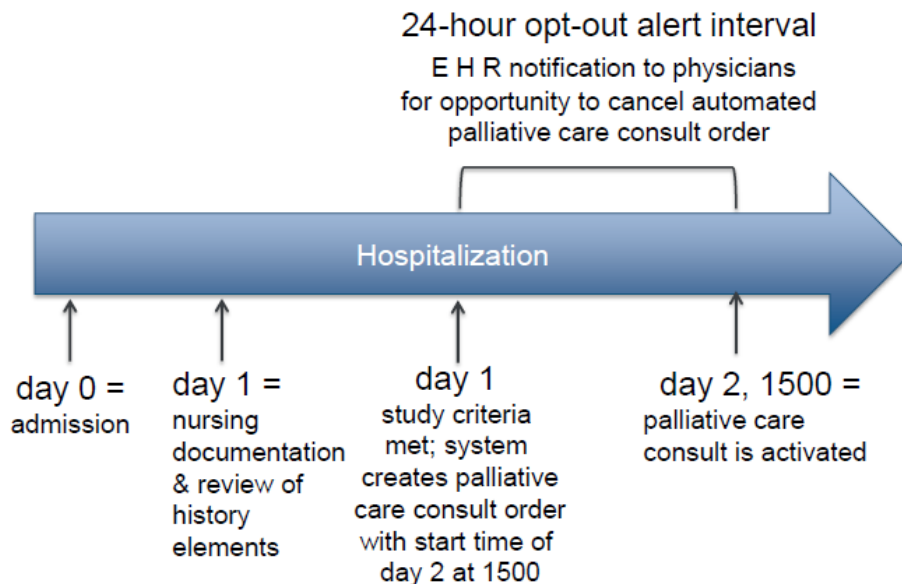 24-hour opt-out alert interval
E H R notification to physicians
for opportunity to cancel automated
palliative care consult order
Hospitalization
day 0 =
admission
day 1 =
nursing
documentation
& review of
history
elements
day 1
study criteria
met; system
creates palliative
care consult order
with start time of
day 2 at 1500
day 2, 1500 =
palliative care
consult is activated